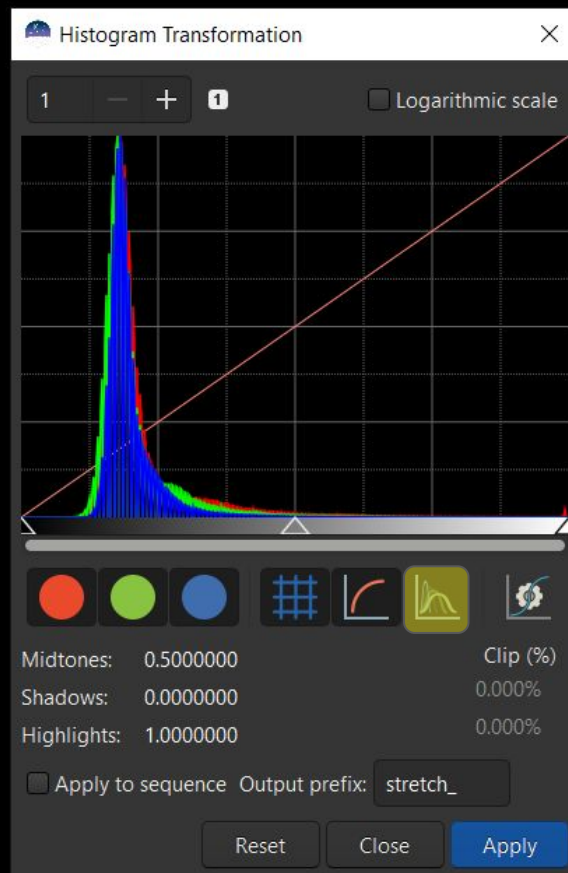 Histogram Transformation
1 1 Logarithmic scale
Midtones: 0.5000000 Clip (%)
Shadows: 0.0000000 0.000%
Highlights: 1.0000000 0.000%
Apply to sequence Output prefix: stretch_
Reset Close Apply